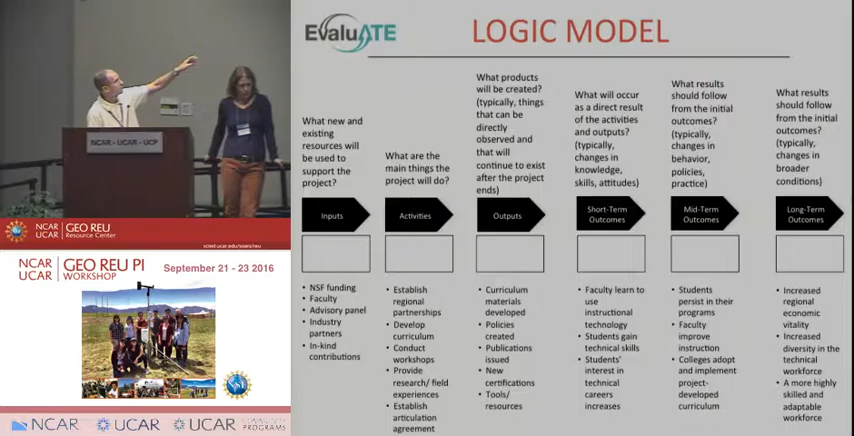 NCAR - UCAR - UCP
NCAR
UCAR
GEO REU
Resource Center
scied.ucar.edu/soars/reu
NCAR
UCAR
GEO REU PI
WORKSHOP
September 21 - 23 2016
NCAR
UCAR
UCAR
COMMUNITY
PROGRAMS
EvaluATE
LOGIC MODEL
What new and
existing
resources will
be used to
support the
project?
Inputs
• NSF funding
• Faculty
• Advisory panel
• Industry
partners
• In-kind
contributions
What are the
main things the
project will do?
Activities
• Establish
regional
partnerships
• Develop
curriculum
• Conduct
workshops
• Provide
research/ field
experiences
• Establish
articulation
agreement
What products
will be created?
(typically, things
that can be
directly
observed and
that will
continue to exist
after the project
ends)
Outputs
• Curriculum
materials
developed
• Policies
created
• Publications
issued
• New
certifications
• Tools/
resources
What will occur
as a direct result
of the activities
and outputs?
(typically,
changes in
knowledge,
skills, attitudes)
Short-Term
Outcomes
• Faculty learn to
use
instructional
technology
• Students gain
technical skills
• Students'
interest in
technical
careers
increases
What results
should follow
from the initial
outcomes?
(typically,
changes in
behavior,
policies,
practice)
Mid-Term
Outcomes
• Students
persist in their
programs
• Faculty
improve
instruction
• Colleges adopt
and implement
project-
developed
curriculum
What results
should follow
from the initial
outcomes?
(typically,
changes in
broader
conditions)
Long-Term
Outcomes
• Increased
regional
economic
vitality
• Increased
diversity in the
technical
workforce
• A more highly
skilled and
adaptable
workforce